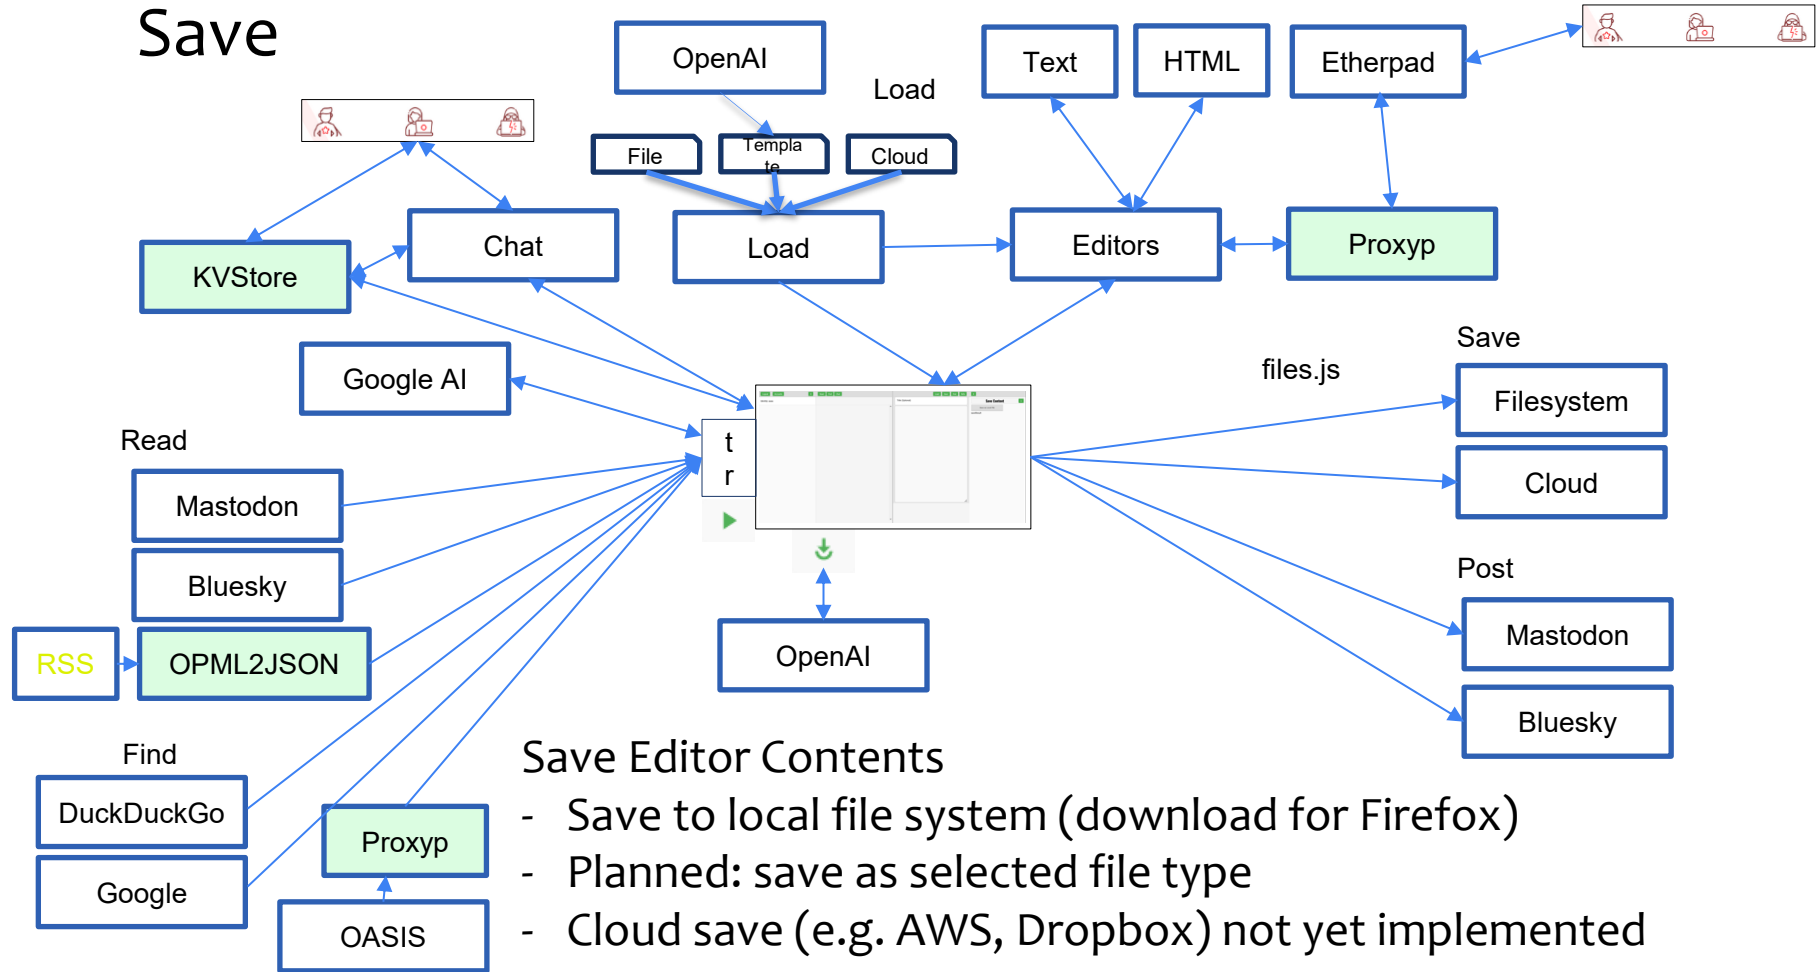 Save
OpenAI
Load
Text
HTML
Etherpad
File
Templa
te
Cloud
KVStore
Chat
Load
Editors
Proxyp
Google AI
Save
files.js
Filesystem
Cloud
Read
t
r
Save Content
Mastodon
Bluesky
RSS
OPML2JSON
OpenAI
Post
Mastodon
Bluesky
Find
DuckDuckGo
Google
Proxyp
OASIS
Save Editor Contents
- Save to local file system (download for Firefox)
- Planned: save as selected file type
- Cloud save (e.g. AWS, Dropbox) not yet implemented